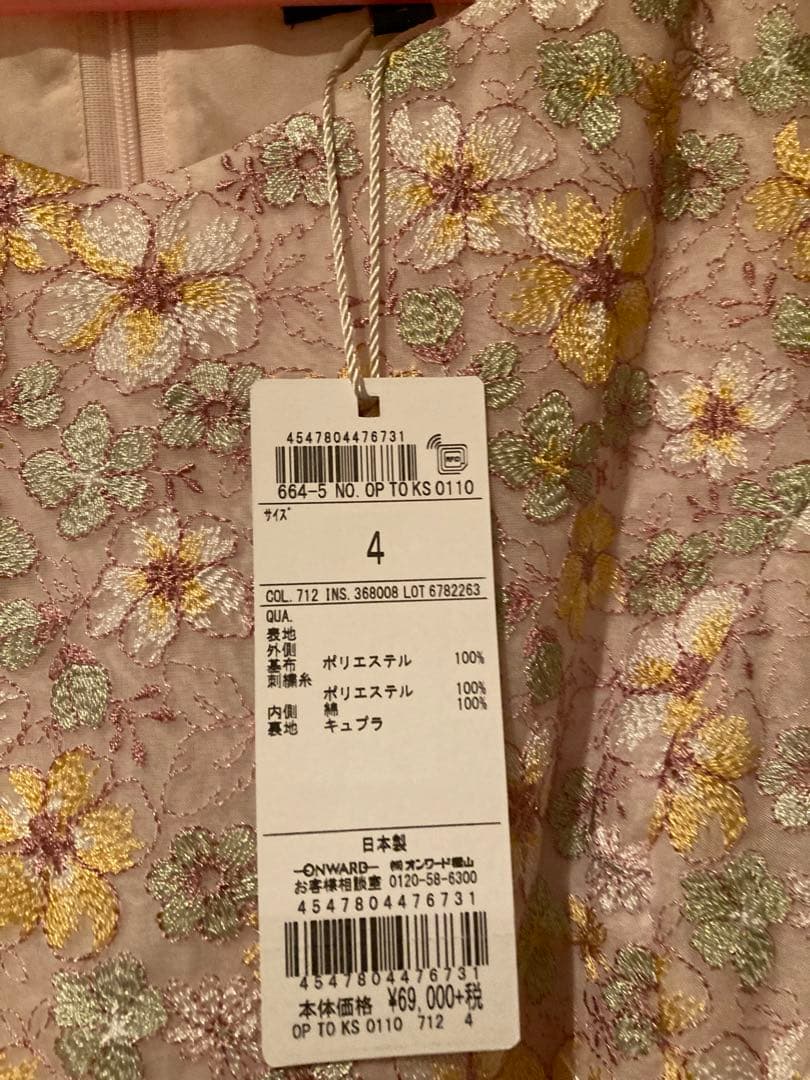 4547804476731
RFID
664-5 NO. OP TO KS 0110
サイズ
4
COL. 712 INS. 368008 LOT 6782263
QUA.
表地
外側
基布 ポリエステル 100%
刺繍糸
ポリエステル 100%
内側 綿 100%
裏地 キュプラ
日本製
ONWARD ㈱オンワード樫山
お客様相談室 0120-58-6300
4547804476731
4547804476731
本体価格 ¥69,000+税
OP TO KS 0110 712 4